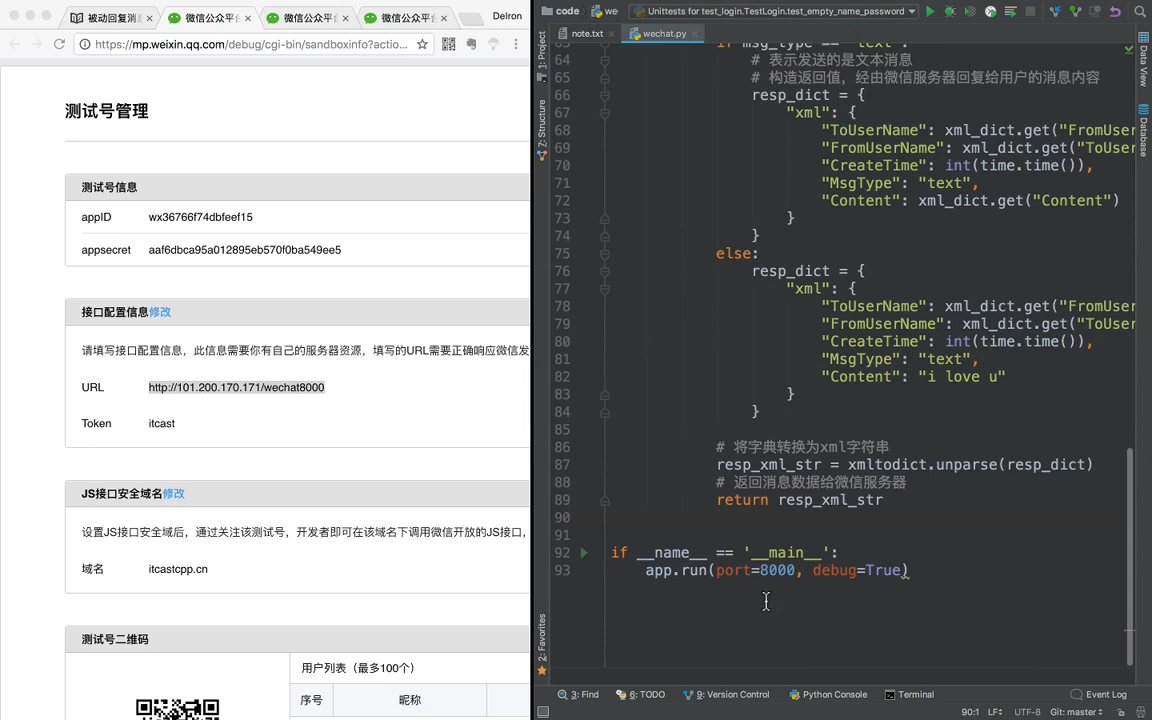 被动回复消息
微信公众平台
微信公众平台
微信公众平台
Delron
https://mp.weixin.qq.com/debug/cgi-bin/sandboxinfo?actio...
测试号管理
测试号信息
appID wx36766f74dbfeef15
appsecret aaf6dbca95a012895eb570f0ba549ee5
接口配置信息修改
请填写接口配置信息，此信息需要你有自己的服务器资源，填写的URL需要正确响应微信发
URL http://101.200.170.171/wechat8000
Token itcast
JS接口安全域名修改
设置JS接口安全域后，通过关注该测试号，开发者即可在该域名下调用微信开放的JS接口，
域名 itcastcpp.cn
测试号二维码
用户列表（最多100个）
序号 昵称
code
we
Unittests for test_login.TestLogin.test_empty_name_password
note.txt
wechat.py
1: Project
7: Structure
2: Favorites
Data View
Database
63 if msg_type == "text":
64 # 表示发送的是文本消息
65 # 构造返回值，经由微信服务器回复给用户的消息内容
66 resp_dict = {
67 "xml": {
68 "ToUserName": xml_dict.get("FromUser
69 "FromUserName": xml_dict.get("ToUser
70 "CreateTime": int(time.time()),
71 "MsgType": "text",
72 "Content": xml_dict.get("Content")
73 }
74 }
75 else:
76 resp_dict = {
77 "xml": {
78 "ToUserName": xml_dict.get("FromUser
79 "FromUserName": xml_dict.get("ToUser
80 "CreateTime": int(time.time()),
81 "MsgType": "text",
82 "Content": "i love u"
83 }
84 }
85
86 # 将字典转换为xml字符串
87 resp_xml_str = xmltodict.unparse(resp_dict)
88 # 返回消息数据给微信服务器
89 return resp_xml_str
90
91
92 if __name__ == '__main__':
93 app.run(port=8000, debug=True)
3: Find
6: TODO
9: Version Control
Python Console
Terminal
Event Log
90:1 LF UTF-8 Git: master